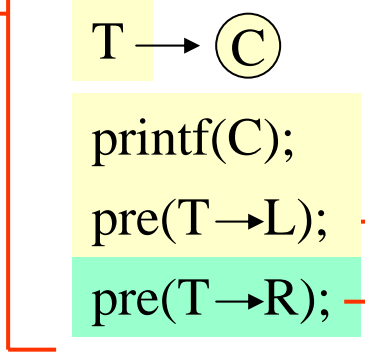 T → C
printf(C);
pre(T→L);
pre(T→R);